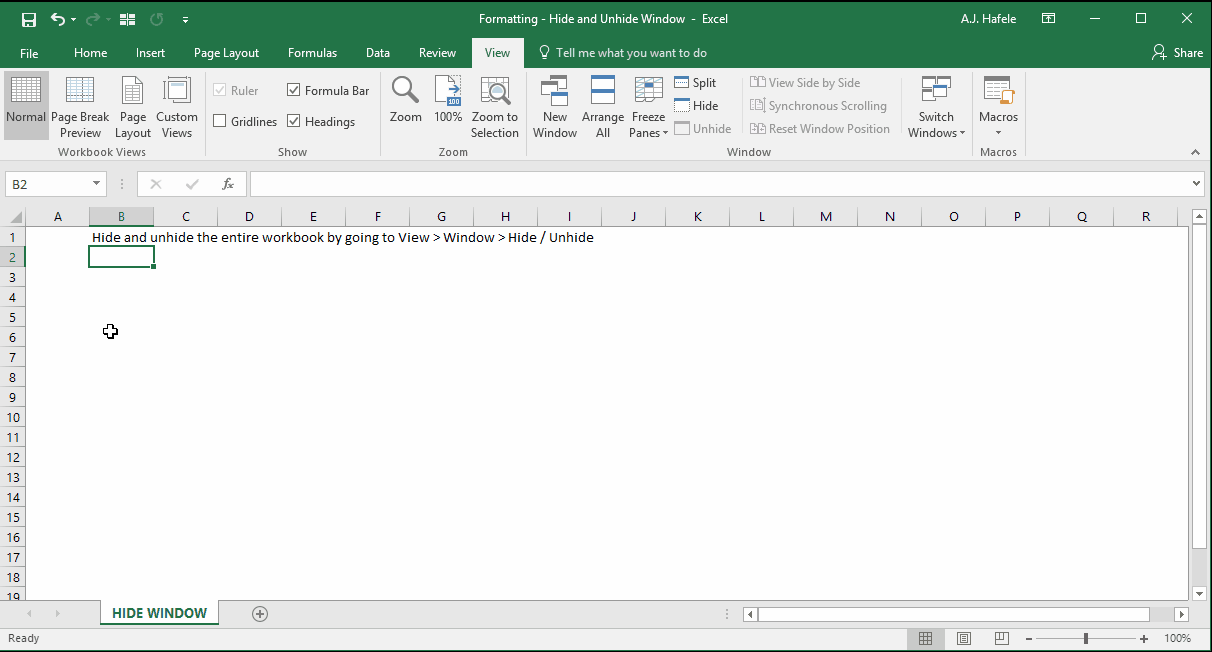 Formatting - Hide and Unhide Window - Excel
A.J. Hafele
File Home Insert Page Layout Formulas Data Review View Tell me what you want to do Share
Normal
Page Break Preview
Page Layout
Custom Views
Workbook Views
Ruler
Formula Bar
Gridlines
Headings
Show
Zoom
100
100%
Zoom to Selection
Zoom
New Window
Arrange All
Freeze Panes
Split
Hide
Unhide
View Side by Side
Synchronous Scrolling
Reset Window Position
Switch Windows
Window
Macros
Macros
B2
fx
A B C D E F G H I J K L M N O P Q R
1 Hide and unhide the entire workbook by going to View > Window > Hide / Unhide
2
3
4
5
6
7
8
9
10
11
12
13
14
15
16
17
18
19
HIDE WINDOW
Ready
100%